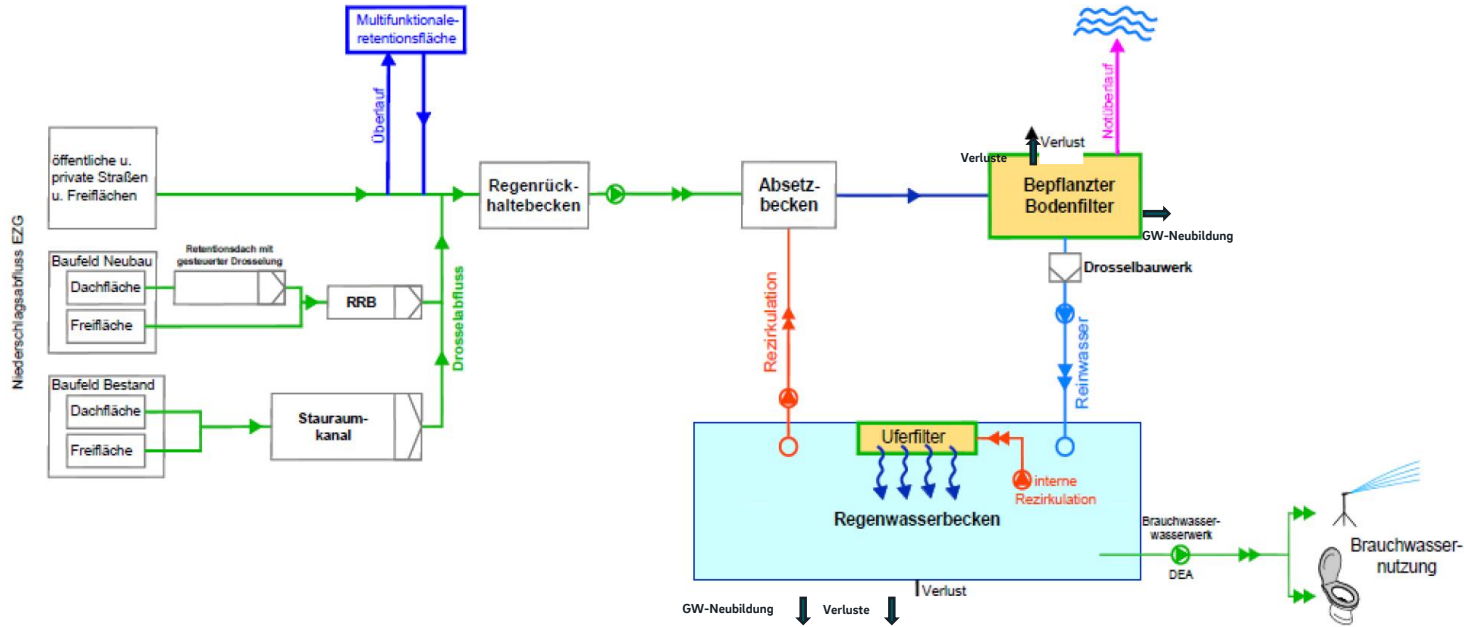 Multifunktionale-
retentionsfläche
Überlauf
Notüberlauf
Niederschlagsabfluss EZG
öffentliche u.
private Straßen
u. Freiflächen
Regenrück-
haltebecken
Absetz-
becken
Verlust
Verluste
Bepflanzter
Bodenfilter
GW-Neubildung
Drosselbauwerk
Baufeld Neubau
Dachfläche
Freifläche
Retentionsdach mit
gesteuerter Drosselung
RRB
Drosselabfluss
Baufeld Bestand
Dachfläche
Freifläche
Stauraum-
kanal
Rezirkulation
Reinwasser
Uferfilter
interne
Rezirkulation
Regenwasserbecken
Brauchwasser-
wasserwerk
DEA
Brauchwasser-
nutzung
Verlust
GW-Neubildung
Verluste